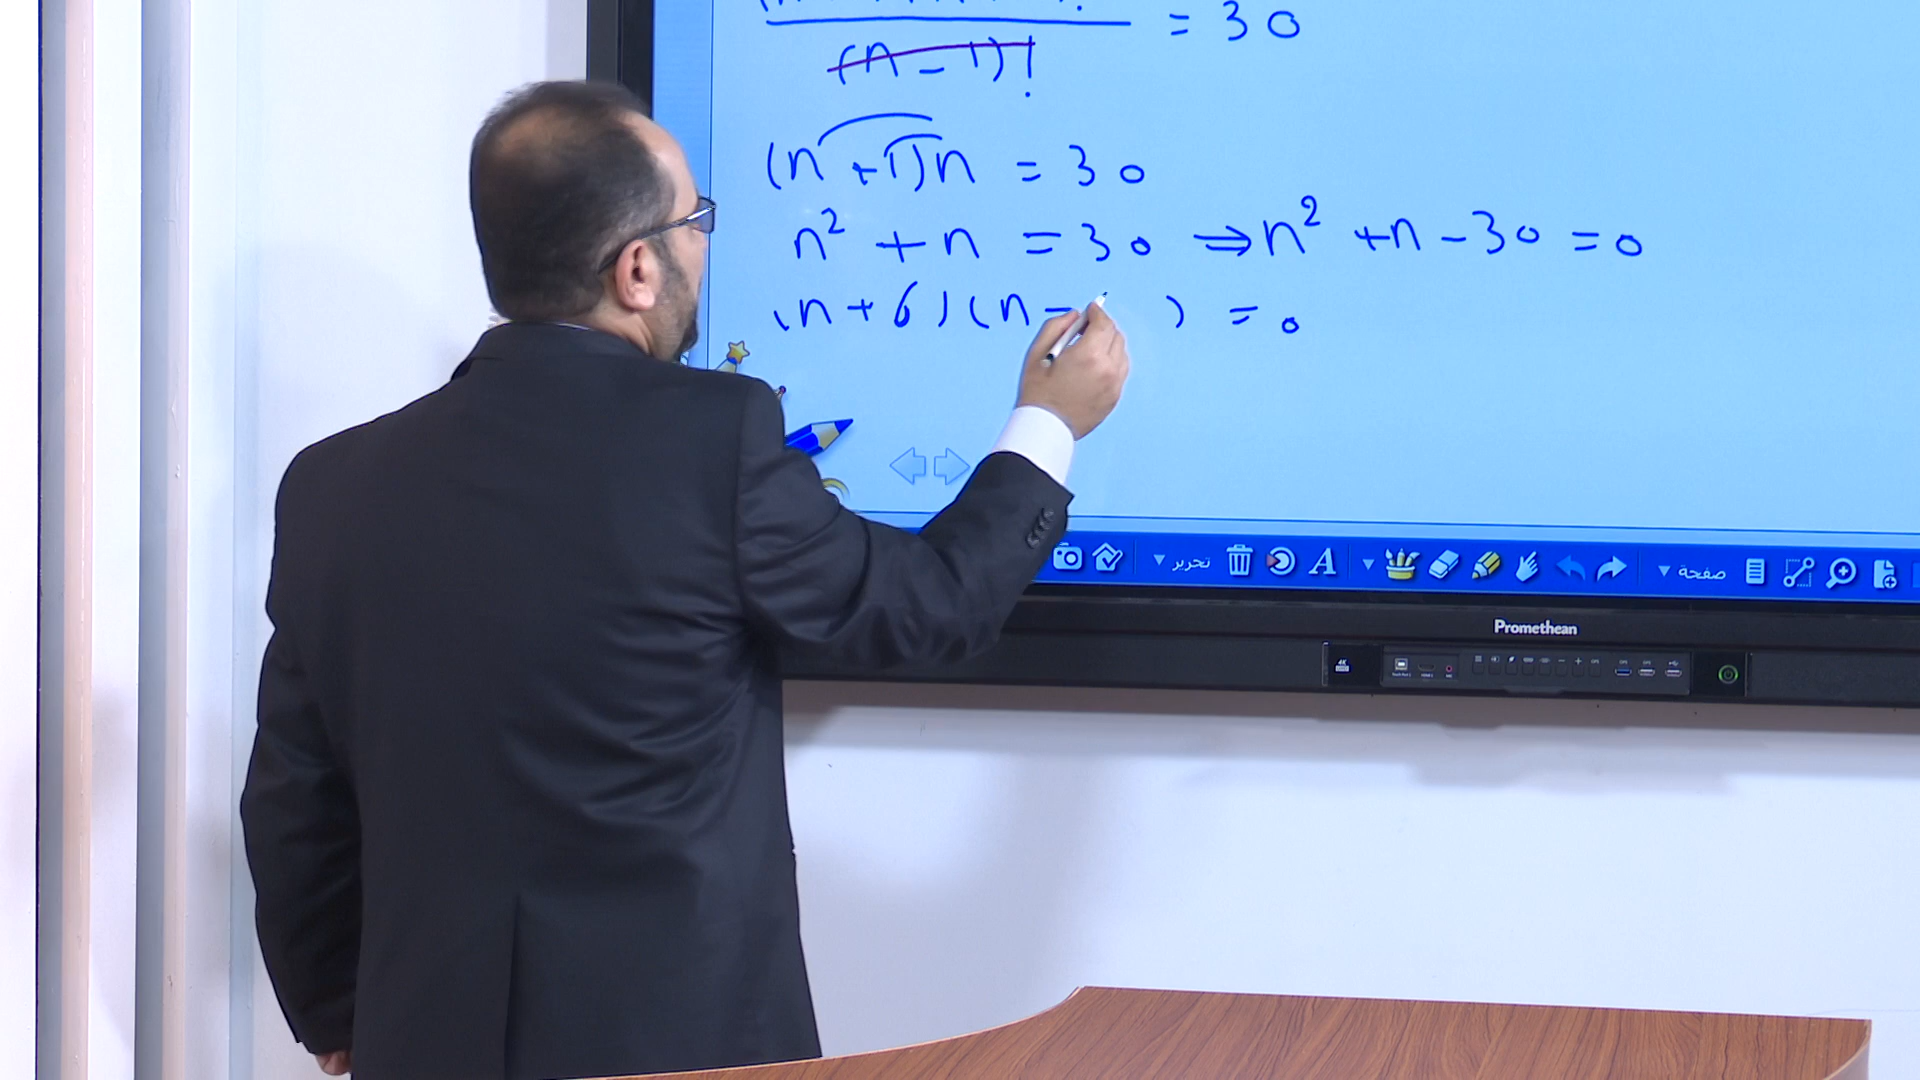 = 30
(n - 1)!
(n + 1)n = 30
n² + n = 30 ⇒ n² + n - 30 = 0
(n + 6)(n - ) = 0
تحرير
A
صفحة
Promethean